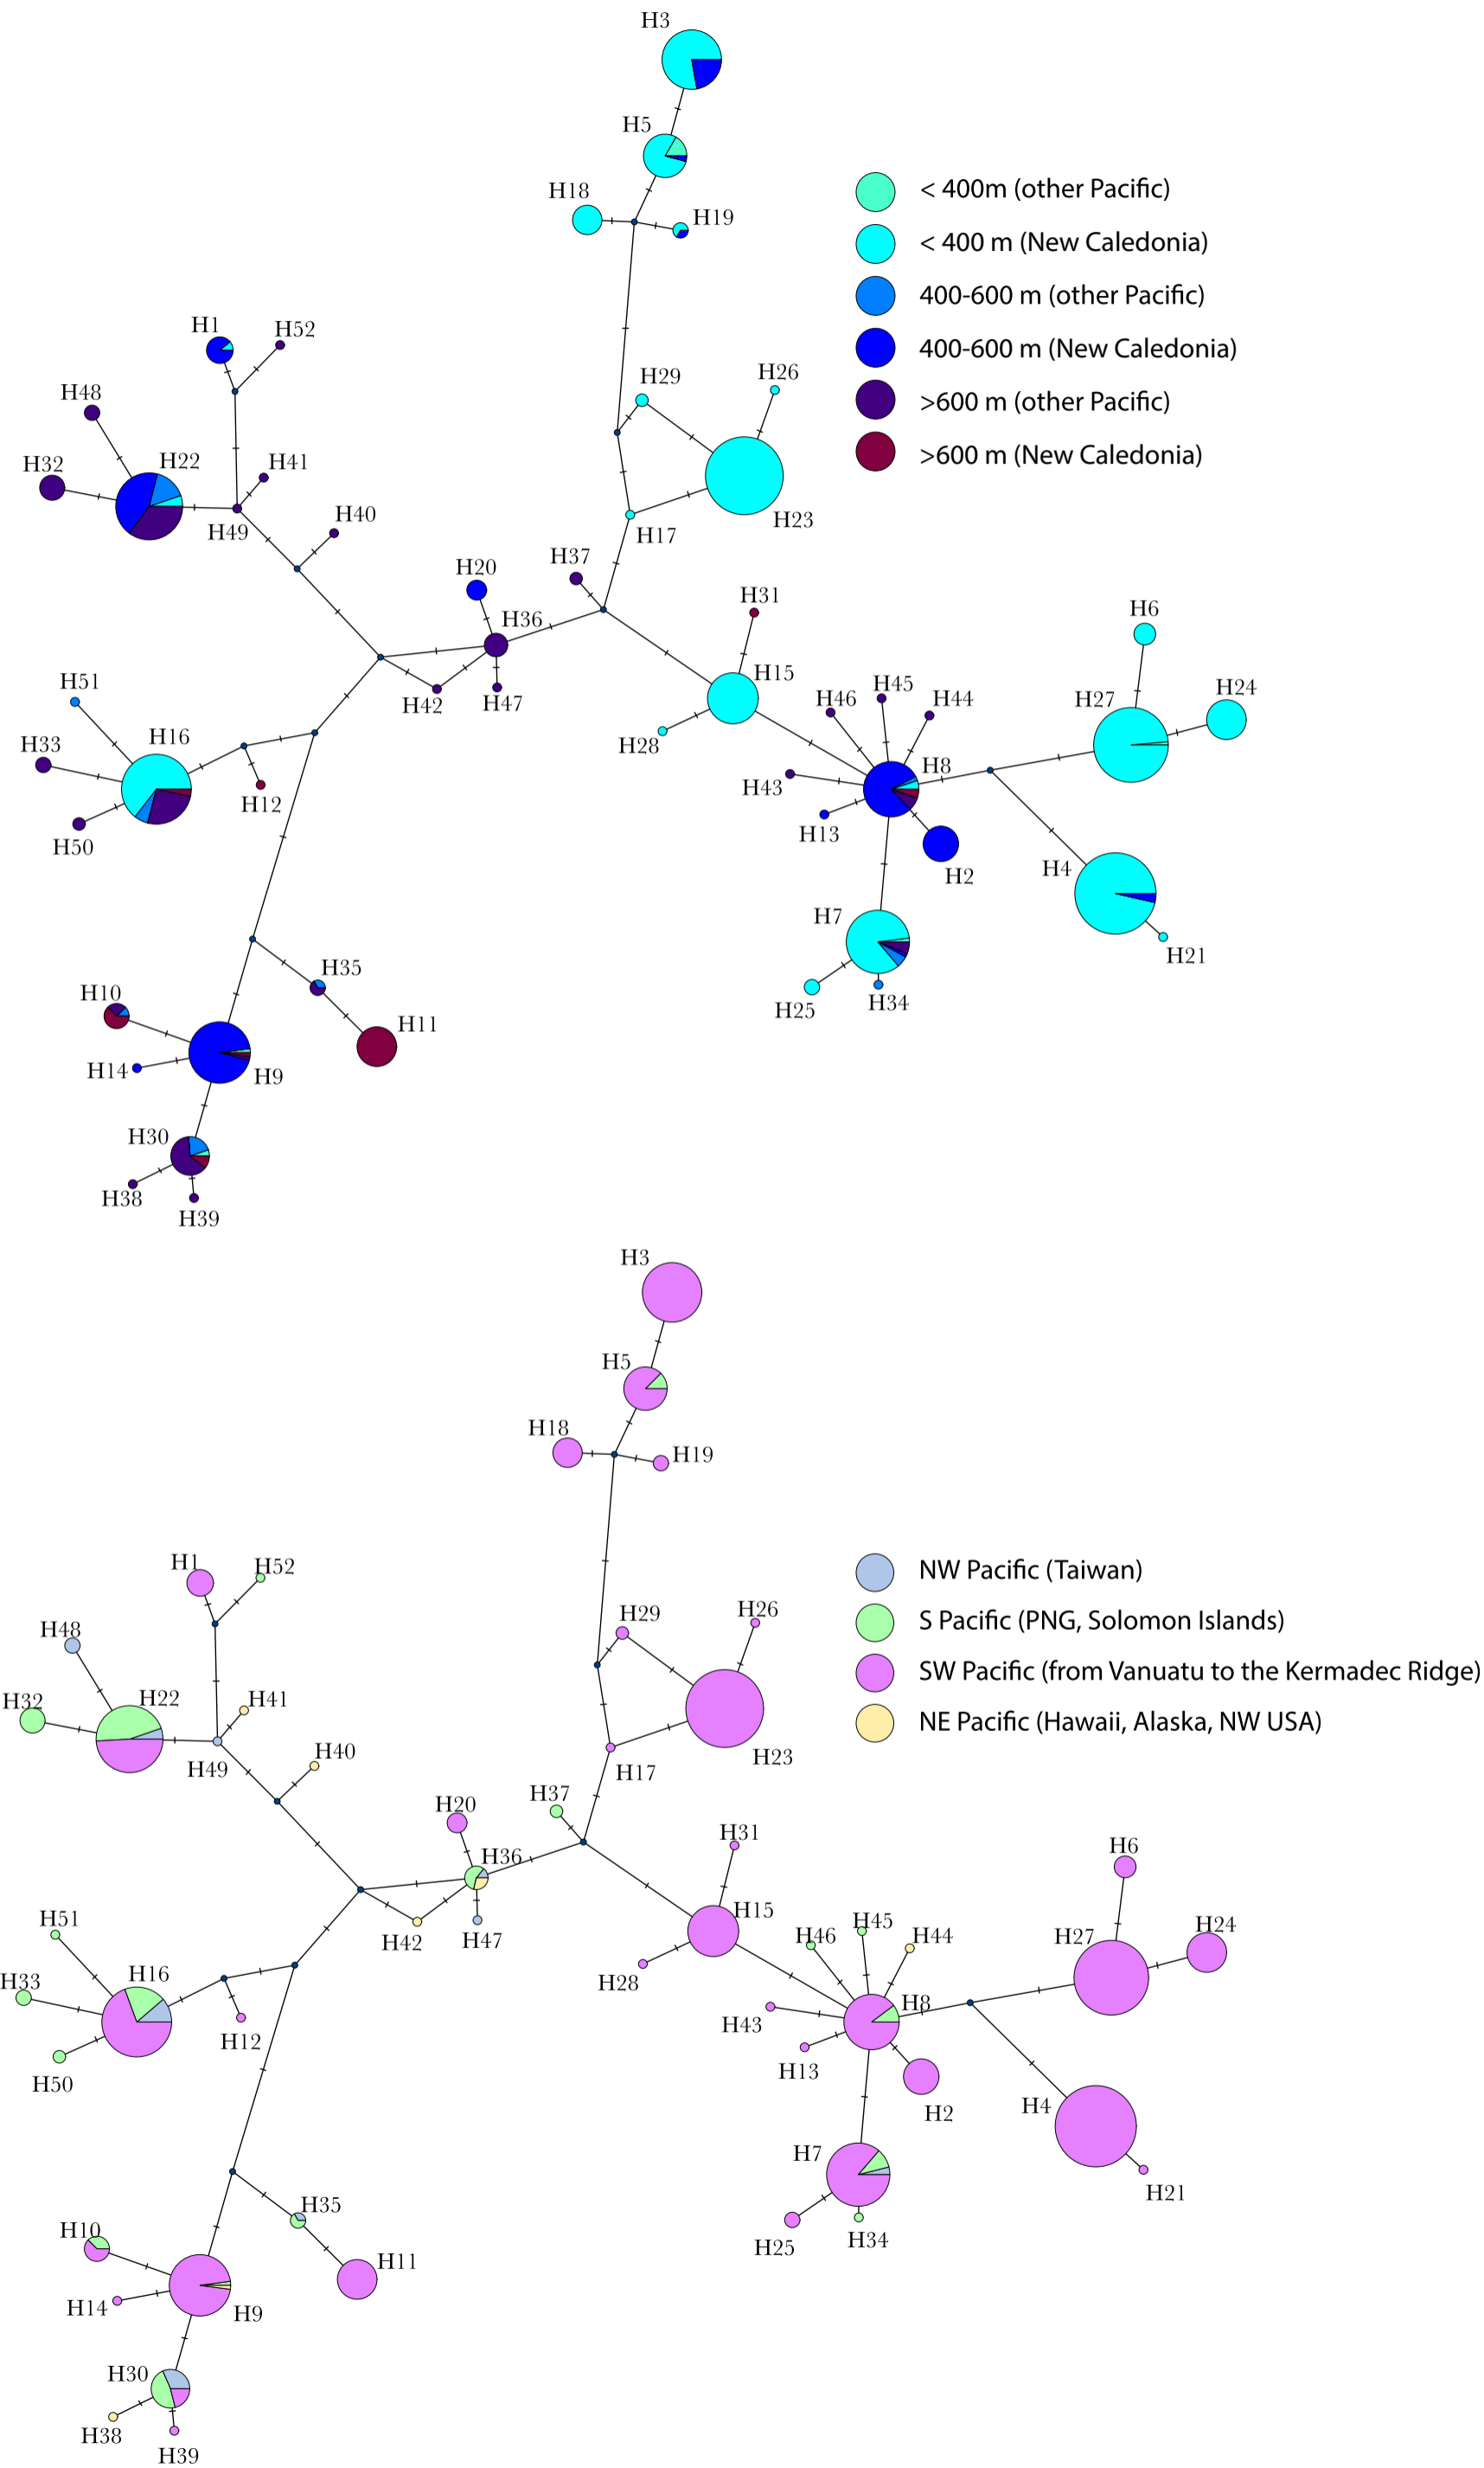 H3
H5
H18
H19
< 400m (other Pacific)
< 400 m (New Caledonia)
400-600 m (other Pacific)
400-600 m (New Caledonia)
>600 m (other Pacific)
>600 m (New Caledonia)
H1
H52
H29
H26
H48
H32
H22
H41
H49
H40
H23
H17
H37
H20
H36
H31
H6
H15
H51
H42
H47
H46
H45
H44
H27
H24
H16
H33
H28
H8
H43
H12
H13
H50
H2
H4
H7
H21
H35
H25
H34
H10
H11
H14
H9
H30
H38
H39
H3
H5
H18
H19
NW Pacific (Taiwan)
S Pacific (PNG, Solomon Islands)
SW Pacific (from Vanuatu to the Kermadec Ridge)
NE Pacific (Hawaii, Alaska, NW USA)
H1
H52
H29
H26
H48
H32
H22
H41
H49
H40
H23
H17
H37
H20
H36
H31
H6
H15
H51
H42
H47
H46
H45
H44
H27
H24
H16
H33
H28
H8
H43
H12
H13
H50
H2
H4
H7
H21
H35
H25
H34
H10
H11
H14
H9
H30
H38
H39